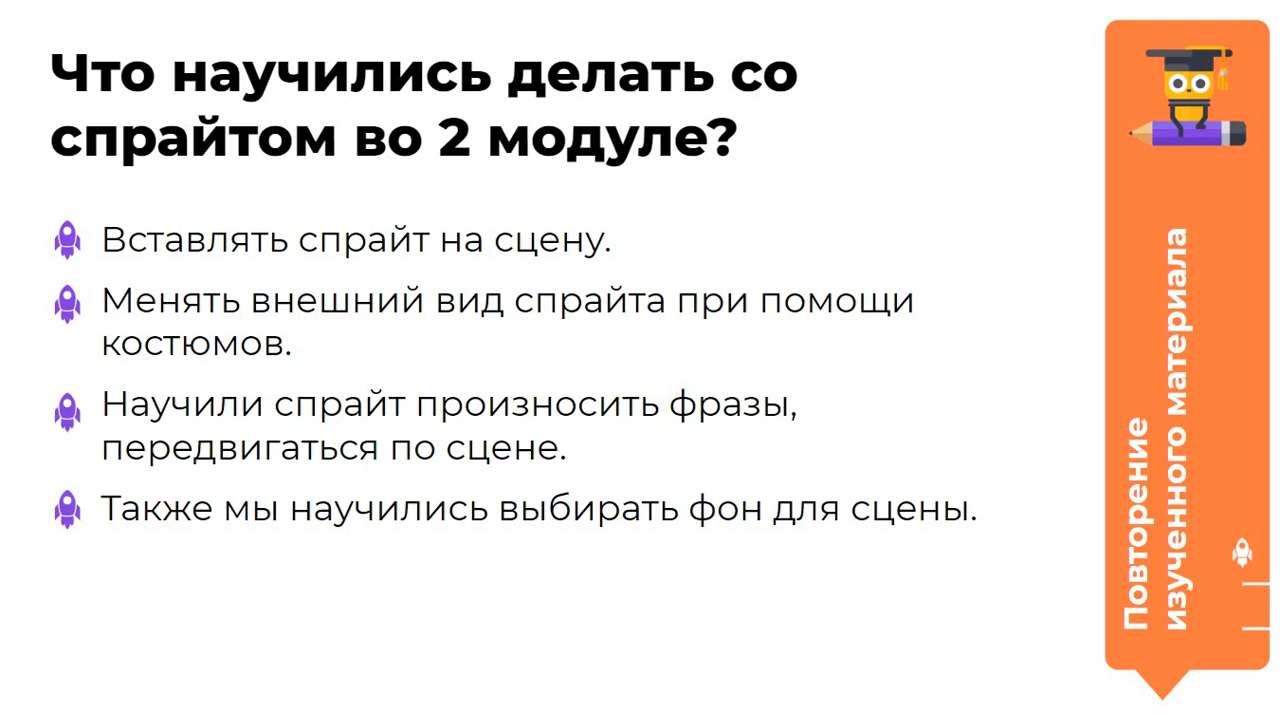 Что научились делать со
спрайтом во 2 модуле?
Вставлять спрайт на сцену.
Менять внешний вид спрайта при помощи
костюмов.
Научили спрайт произносить фразы,
передвигаться по сцене.
Также мы научились выбирать фон для сцены.
Повторение
изученного материала